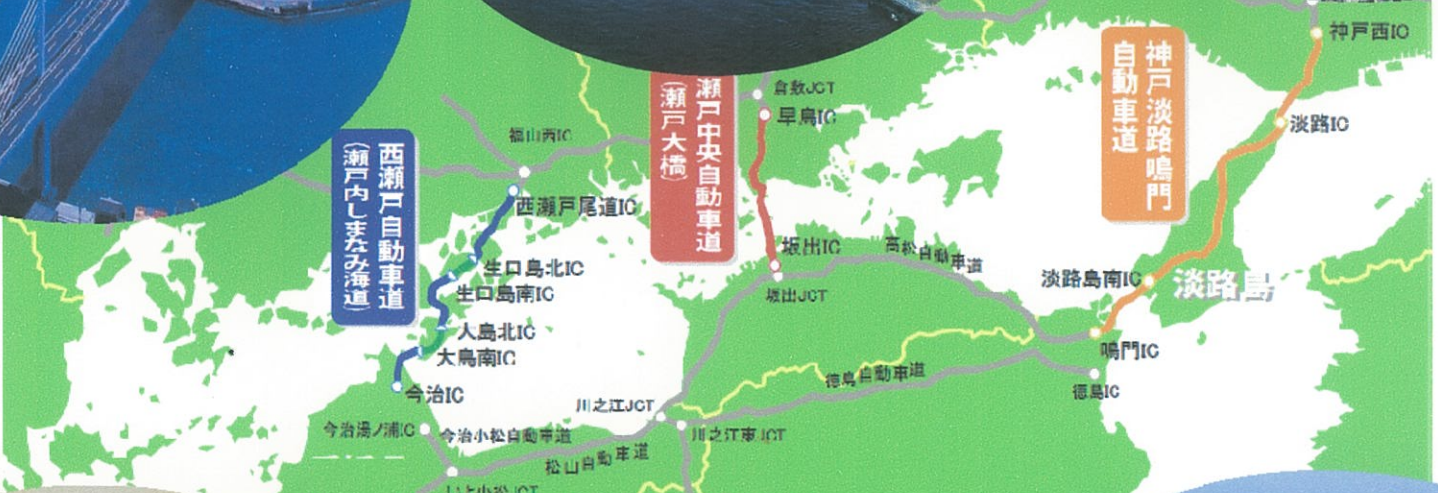 神戸西IC
神戸淡路鳴門
自動車道
淡路IC
倉敷JCT
早島IC
瀬戸中央自動車道
(瀬戸大橋)
福山西IC
西瀬戸尾道IC
西瀬戸自動車道
(瀬戸内しまなみ海道)
坂出IC
高松自動車道
生口島北IC
生口島南IC
坂出JCT
淡路島南IC
淡路島
大島北IC
大島南IC
鳴門IC
今治IC
徳島自動車道
徳島IC
川之江JCT
今治湯ノ浦IC
今治小松自動車道
川之江東JCT
松山自動車道